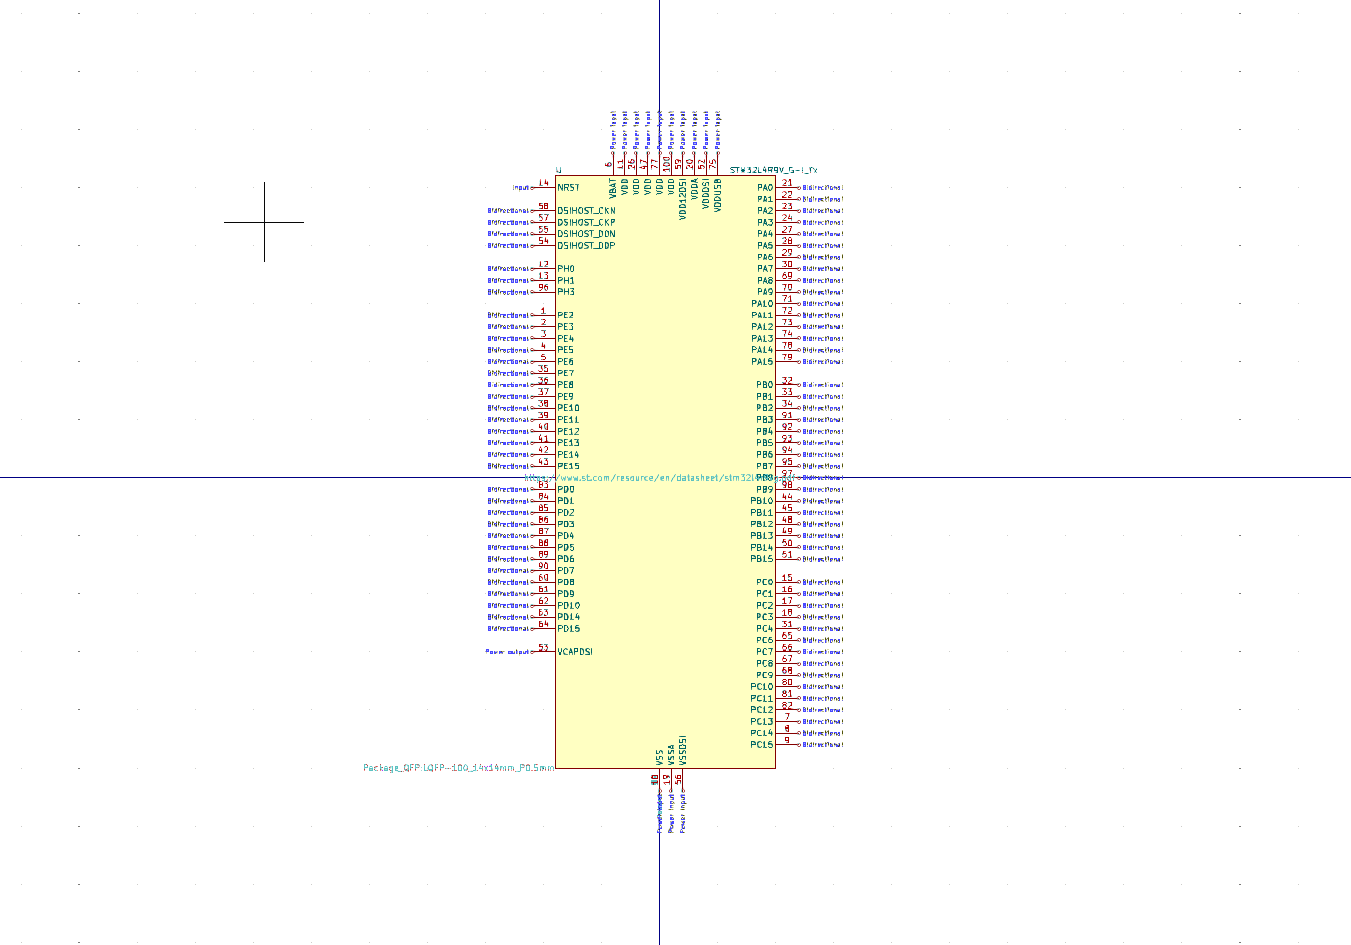 Power input Power input Power input Power input Power input Power input Power input Power input Power input Power input
6 11 26 47 77 100 59 20 52 75
U
VBAT VDD VDD VDD VDD VDD VDD12DSI VDDA VDDDSI VDDUSB
Input 14 NRST PA0 21 Bidirectional
PA1 22 Bidirectional
Bidirectional 58 DSIHOST_CKN PA2 23 Bidirectional
Bidirectional 57 DSIHOST_CKP PA3 24 Bidirectional
Bidirectional 55 DSIHOST_D0N PA4 27 Bidirectional
Bidirectional 54 DSIHOST_D0P PA5 28 Bidirectional
PA6 29 Bidirectional
Bidirectional 12 PH0 PA7 30 Bidirectional
Bidirectional 13 PH1 PA8 69 Bidirectional
Bidirectional 96 PH3 PA9 70 Bidirectional
PA10 71 Bidirectional
Bidirectional 1 PE2 PA11 72 Bidirectional
Bidirectional 2 PE3 PA12 73 Bidirectional
Bidirectional 3 PE4 PA13 74 Bidirectional
Bidirectional 4 PE5 PA14 78 Bidirectional
Bidirectional 5 PE6 PA15 79 Bidirectional
Bidirectional 35 PE7
Bidirectional 36 PE8 PB0 32 Bidirectional
Bidirectional 37 PE9 PB1 33 Bidirectional
Bidirectional 38 PE10 PB2 34 Bidirectional
Bidirectional 39 PE11 PB3 91 Bidirectional
Bidirectional 40 PE12 PB4 92 Bidirectional
Bidirectional 41 PE13 PB5 93 Bidirectional
Bidirectional 42 PE14 PB6 94 Bidirectional
Bidirectional 43 PE15 PB7 95 Bidirectional
PB8 97 Bidirectional
Bidirectional 83 PD0 PB9 98 Bidirectional
Bidirectional 84 PD1 PB10 44 Bidirectional
Bidirectional 85 PD2 PB11 45 Bidirectional
Bidirectional 86 PD3 PB12 48 Bidirectional
Bidirectional 87 PD4 PB13 49 Bidirectional
Bidirectional 88 PD5 PB14 50 Bidirectional
Bidirectional 89 PD6 PB15 51 Bidirectional
Bidirectional 90 PD7
Bidirectional 60 PD8 PC0 15 Bidirectional
Bidirectional 61 PD9 PC1 16 Bidirectional
Bidirectional 62 PD10 PC2 17 Bidirectional
Bidirectional 63 PD14 PC3 18 Bidirectional
Bidirectional 64 PD15 PC4 31 Bidirectional
PC6 65 Bidirectional
Power output 53 VCAPDSI PC7 66 Bidirectional
PC8 67 Bidirectional
PC9 68 Bidirectional
PC10 80 Bidirectional
PC11 81 Bidirectional
PC12 82 Bidirectional
PC13 7 Bidirectional
PC14 8 Bidirectional
PC15 9 Bidirectional
VSS VSSA VSSDSI
Package_QFP:LQFP-100_14x14mm_P0.5mm
19 56
Power input Power input Power input